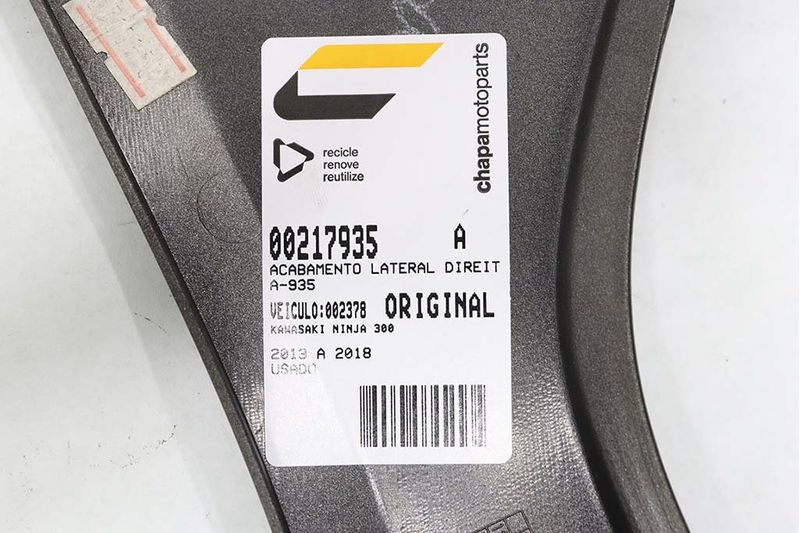 recicle
renove
reutilize
chapamotoparts
00217935 A
ACABAMENTO LATERAL DIREIT
A-935
VEICULO:002378 ORIGINAL
KAWASAKI NINJA 300
2013 A 2018
USADO